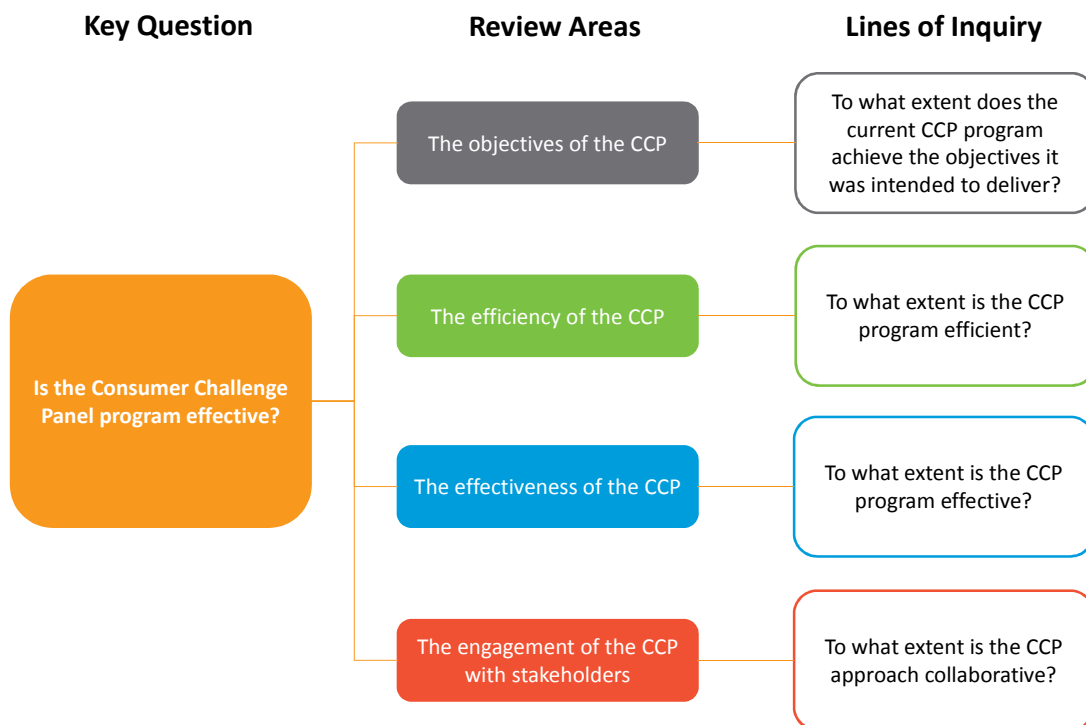 Key Question
Review Areas
Lines of Inquiry
Is the Consumer Challenge
Panel program effective?
The objectives of the CCP
To what extent does the
current CCP program
achieve the objectives it
was intended to deliver?
The efficiency of the CCP
To what extent is the CCP
program efficient?
The effectiveness of the CCP
To what extent is the CCP
program effective?
The engagement of the CCP
with stakeholders
To what extent is the CCP
approach collaborative?